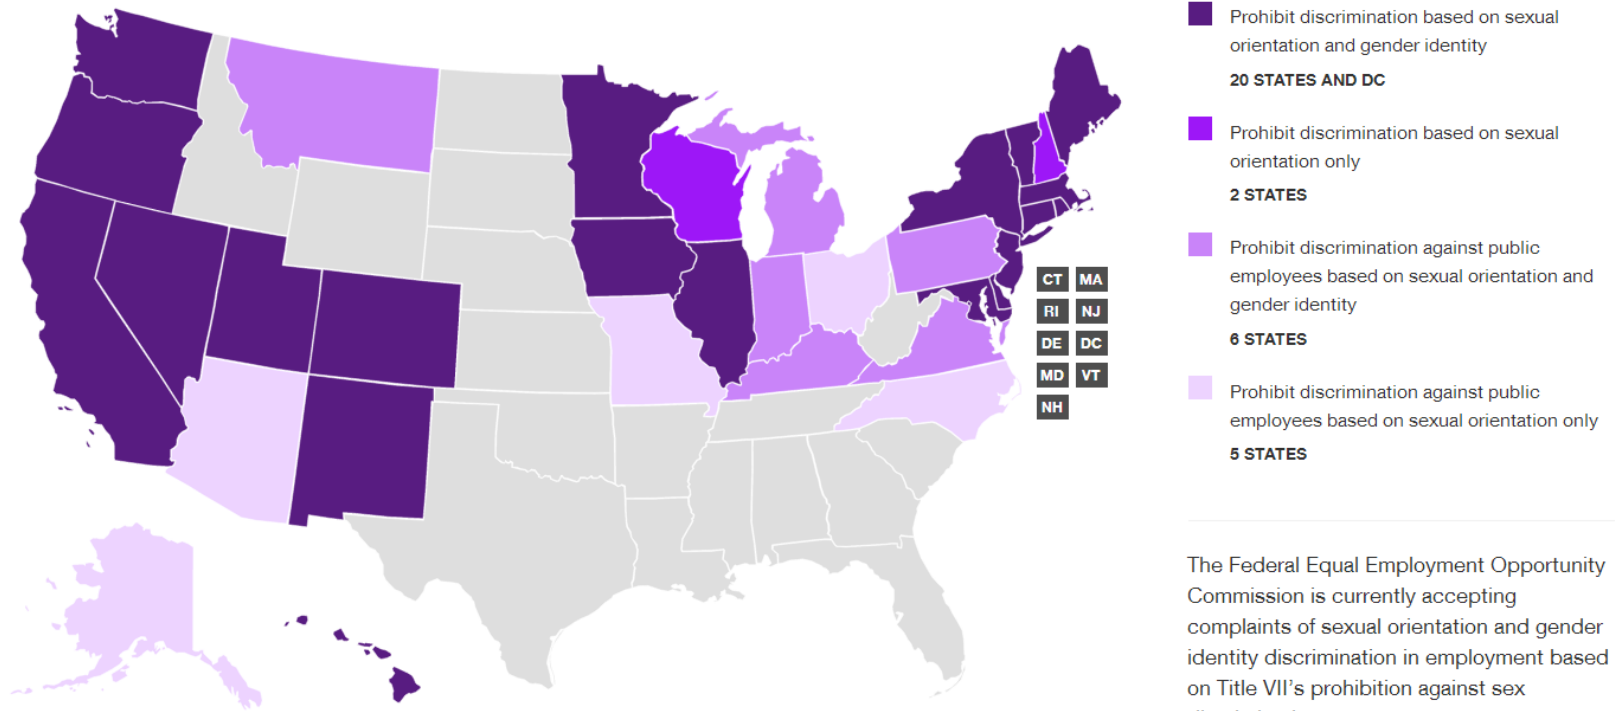 Prohibit discrimination based on sexual
orientation and gender identity
20 STATES AND DC
Prohibit discrimination based on sexual
orientation only
2 STATES
Prohibit discrimination against public
employees based on sexual orientation and
gender identity
6 STATES
Prohibit discrimination against public
employees based on sexual orientation only
5 STATES
CT MA
RI NJ
DE DC
MD VT
NH
The Federal Equal Employment Opportunity
Commission is currently accepting
complaints of sexual orientation and gender
identity discrimination in employment based
on Title VII's prohibition against sex